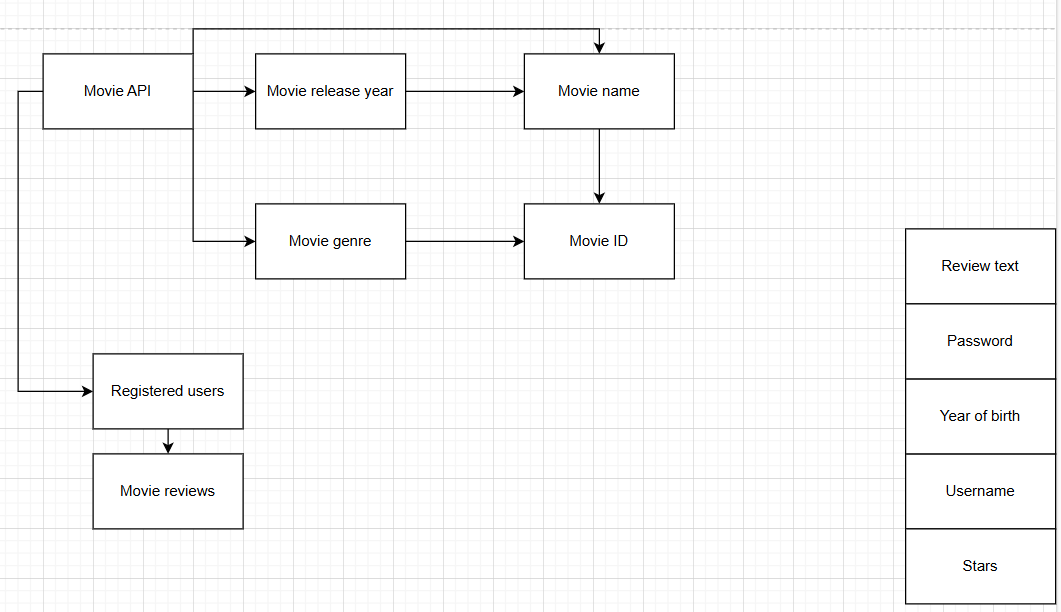 Movie API
Movie release year
Movie name
Movie genre
Movie ID
Review text
Password
Registered users
Year of birth
Movie reviews
Username
Stars